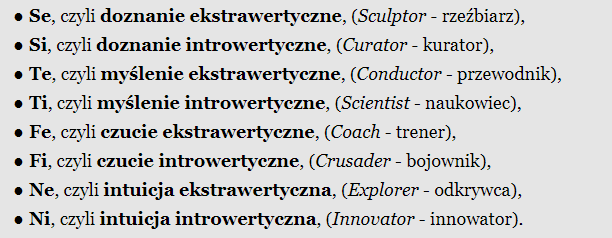 ● Se, czyli doznanie ekstrawertyczne, (Sculptor - rzeźbiarz),
● Si, czyli doznanie introwertyczne, (Curator - kurator),
● Te, czyli myślenie ekstrawertyczne, (Conductor - przewodnik),
● Ti, czyli myślenie introwertyczne, (Scientist - naukowiec),
● Fe, czyli czucie ekstrawertyczne, (Coach - trener),
● Fi, czyli czucie introwertyczne, (Crusader - bojownik),
● Ne, czyli intuicja ekstrawertyczna, (Explorer - odkrywca),
● Ni, czyli intuicja introwertyczna, (Innovator - innowator).